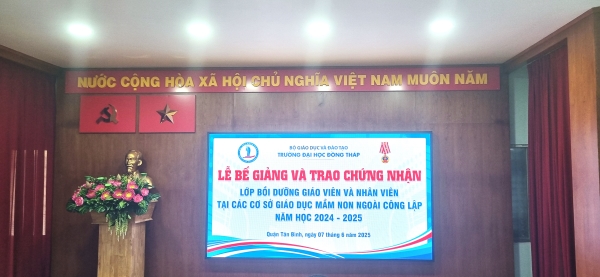 NƯỚC CỘNG HÒA XÃ HỘI CHỦ NGHĨA VIỆT NAM MUÔN NĂM
BỘ GIÁO DỤC VÀ ĐÀO TẠO
TRƯỜNG ĐẠI HỌC ĐỒNG THÁP
LỄ BẾ GIẢNG VÀ TRAO CHỨNG NHẬN
LỚP BỒI DƯỠNG GIÁO VIÊN VÀ NHÂN VIÊN
TẠI CÁC CƠ SỞ GIÁO DỤC MẦM NON NGOÀI CÔNG LẬP
NĂM HỌC 2024 - 2025
Quận Tân Bình, ngày 07 tháng 6 năm 2025